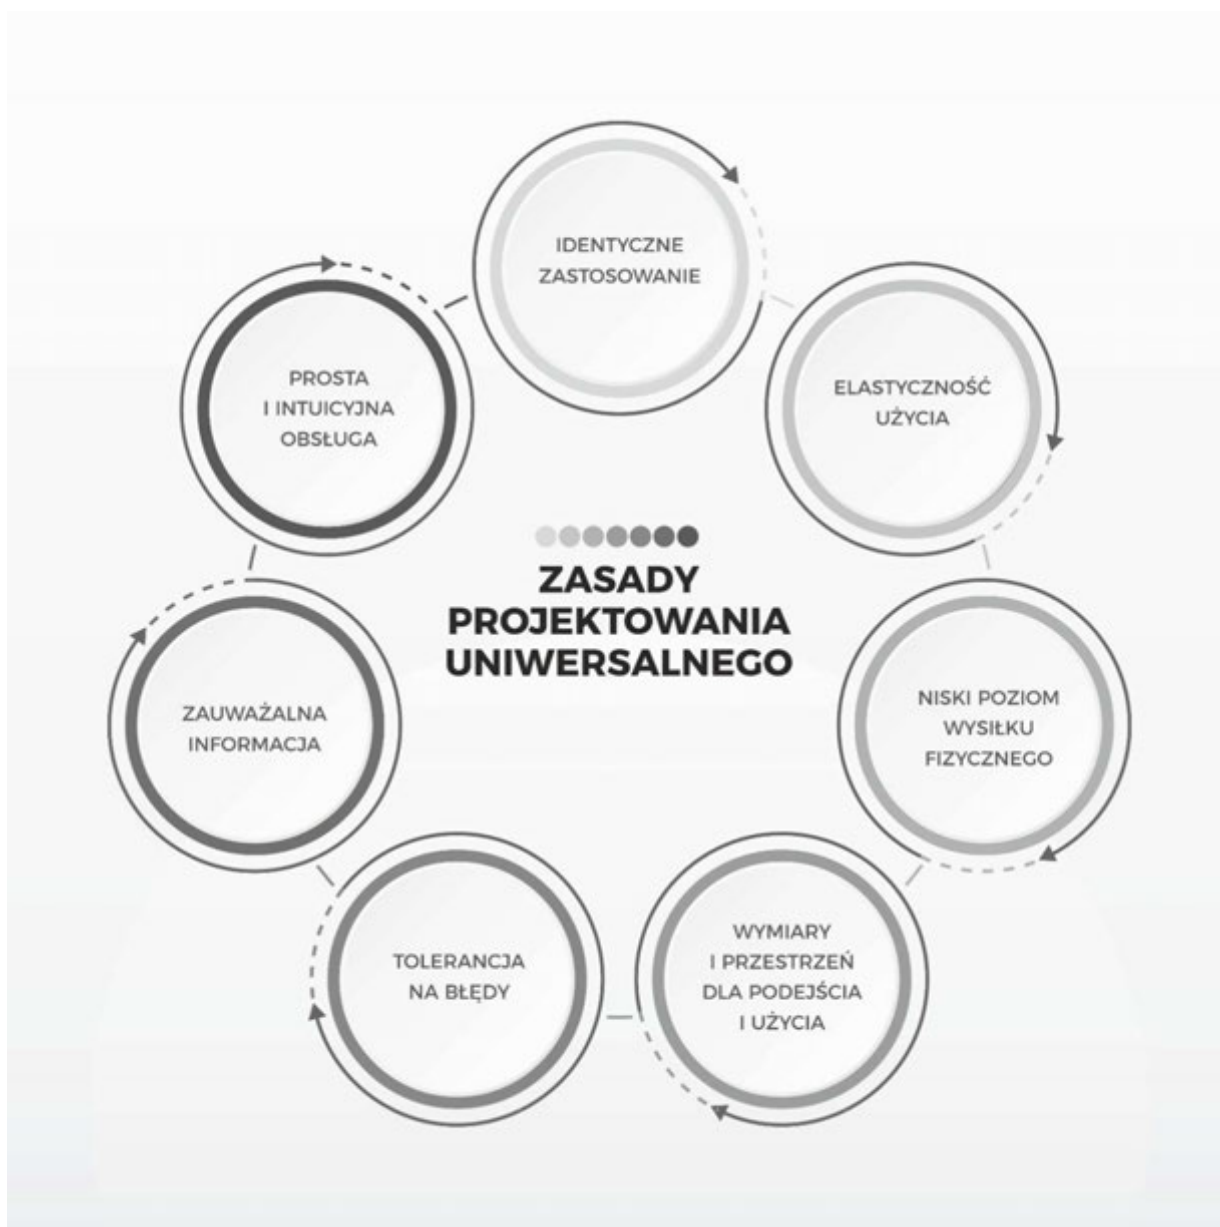 IDENTYCZNE
ZASTOSOWANIE
ELASTYCZNOŚĆ
UŻYCIA
NISKI POZIOM
WYSIŁKU
FIZYCZNEGO
WYMIARY
I PRZESTRZEŃ
DLA PODEJŚCIA
I UŻYCIA
TOLERANCJA
NA BŁĘDY
ZAUWAŻALNA
INFORMACJA
PROSTA
I INTUICYJNA
OBSŁUGA
ZASADY
PROJEKTOWANIA
UNIWERSALNEGO